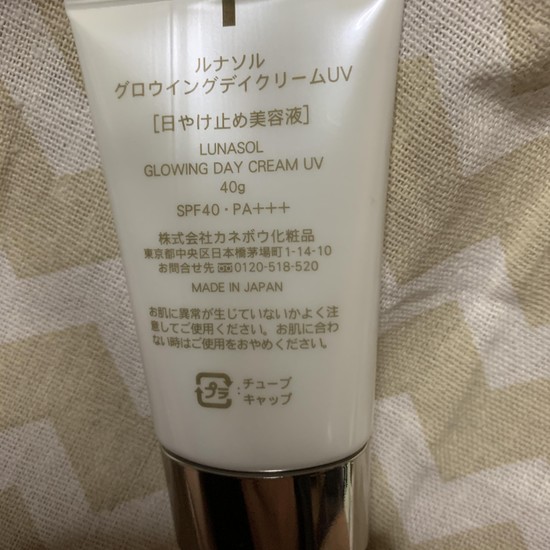 ルナソル
グロウイングデイクリームUV
［日やけ止め美容液］
LUNASOL
GLOWING DAY CREAM UV
40g
SPF40・PA+++
株式会社カネボウ化粧品
東京都中央区日本橋茅場町1-14-10
お問合せ先 0120-518-520
MADE IN JAPAN
お肌に異常が生じていないかよく注
意してご使用ください。お肌に合わ
ない時はご使用をおやめください。
プラ:チューブ
キャップ